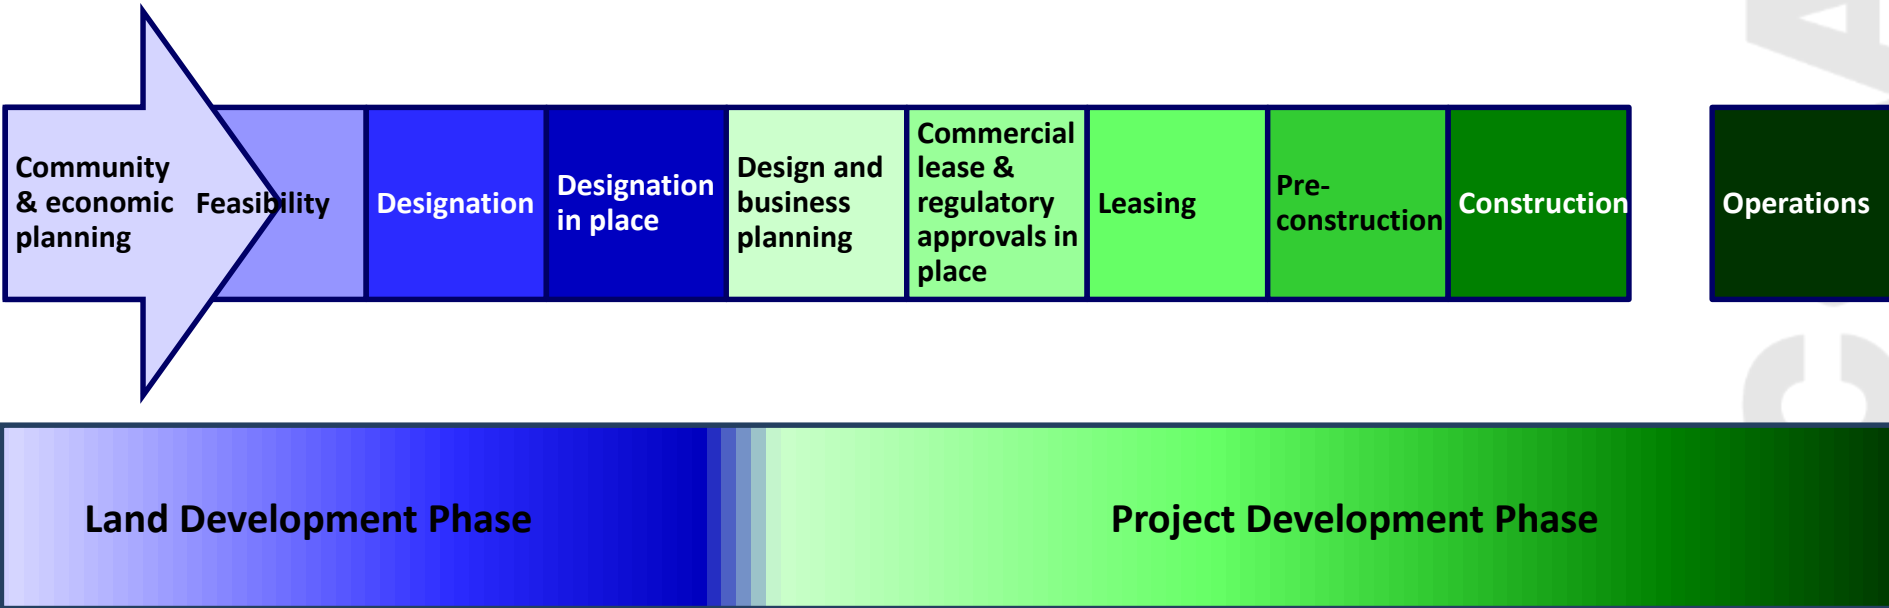 Community
& economic
planning
Feasibility
Designation
Designation
in place
Design and
business
planning
Commercial
lease &
regulatory
approvals in
place
Leasing
Pre-
construction
Construction
Operations
Land Development Phase
Project Development Phase